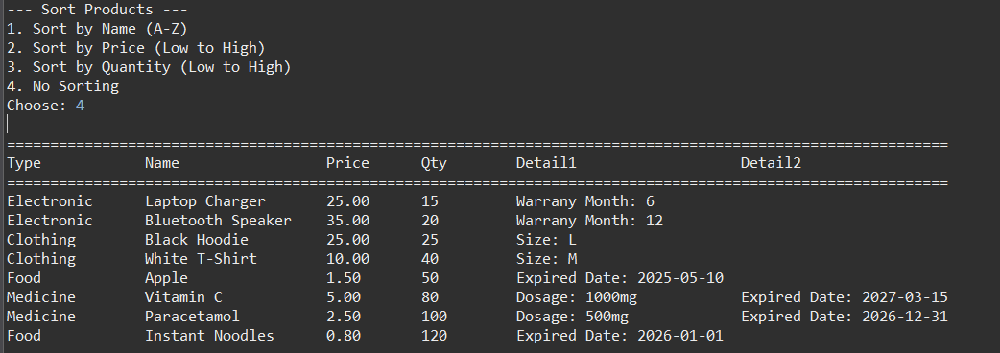 --- Sort Products ---
1. Sort by Name (A-Z)
2. Sort by Price (Low to High)
3. Sort by Quantity (Low to High)
4. No Sorting
Choose: 4
=============================================================================================================
Type            Name                 Price      Qty        Detail1                   Detail2
=============================================================================================================
Electronic      Laptop Charger       25.00      15         Warrany Month: 6
Electronic      Bluetooth Speaker    35.00      20         Warrany Month: 12
Clothing        Black Hoodie         25.00      25         Size: L
Clothing        White T-Shirt        10.00      40         Size: M
Food            Apple                1.50       50         Expired Date: 2025-05-10
Medicine        Vitamin C            5.00       80         Dosage: 1000mg            Expired Date: 2027-03-15
Medicine        Paracetamol          2.50       100        Dosage: 500mg             Expired Date: 2026-12-31
Food            Instant Noodles      0.80       120        Expired Date: 2026-01-01